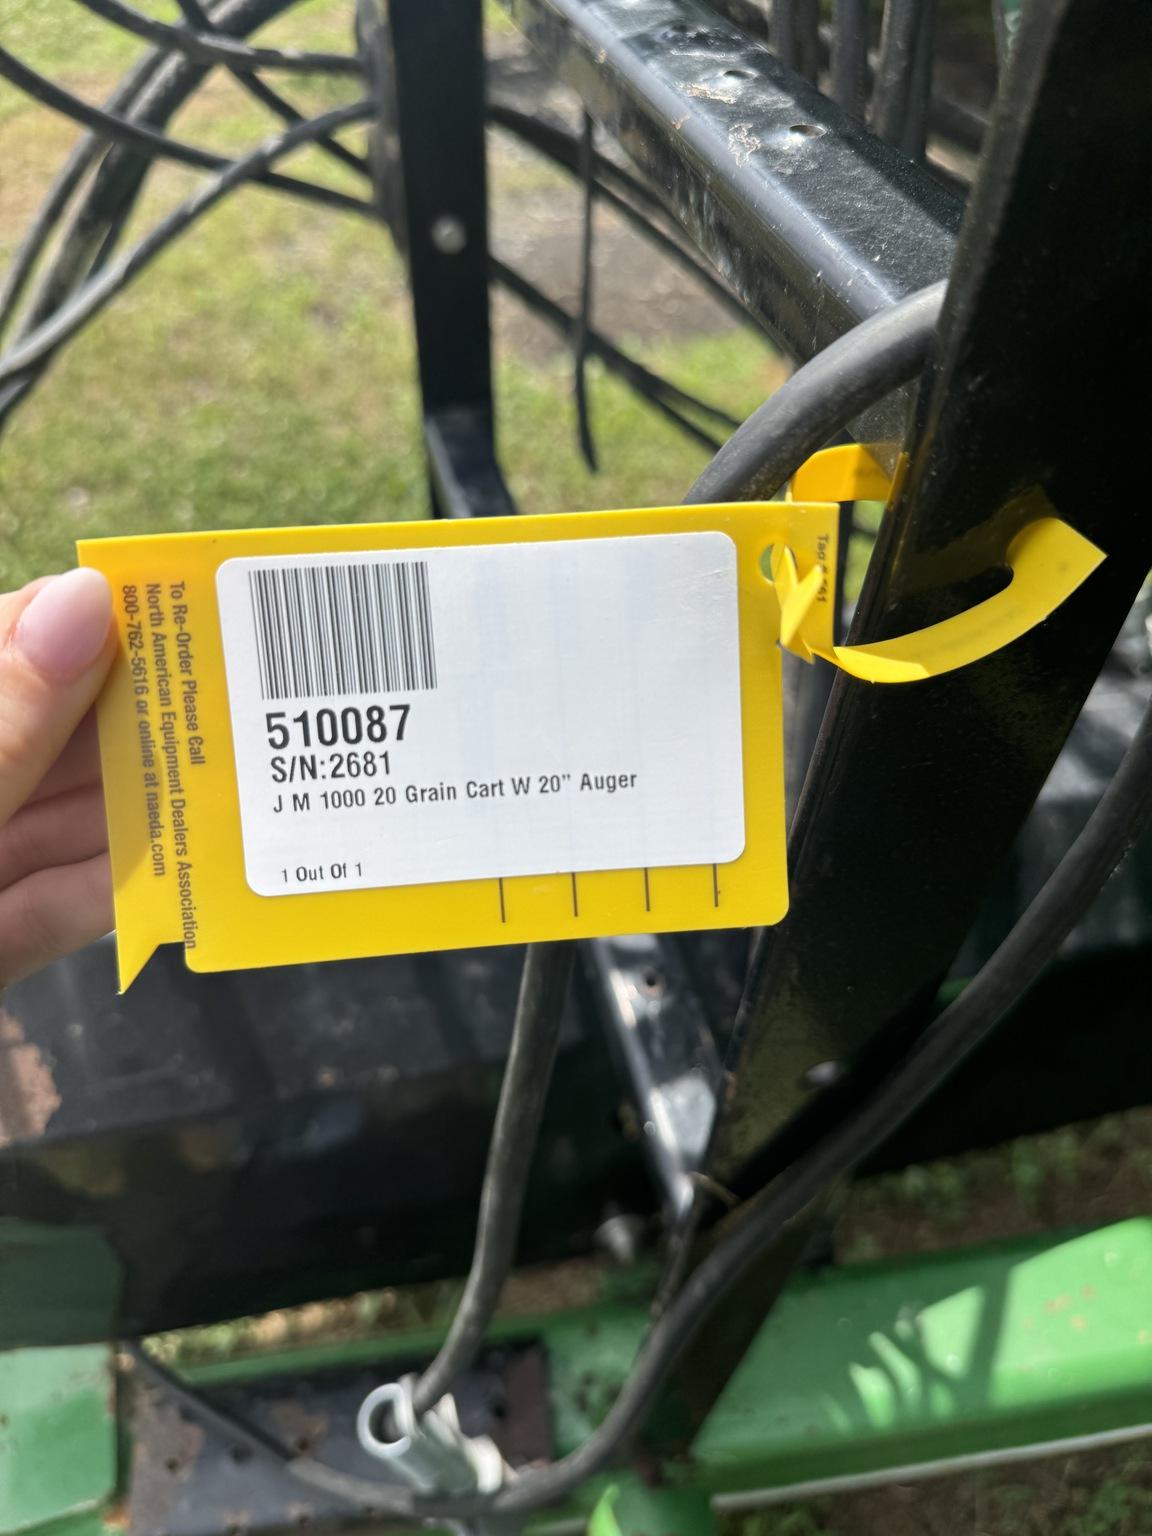 510087
S/N:2681
J M 1000 20 Grain Cart W 20" Auger
1 Out Of 1
To Re-Order Please Call
North American Equipment Dealers Association
800-762-5616 or online at naeda.com
Tag